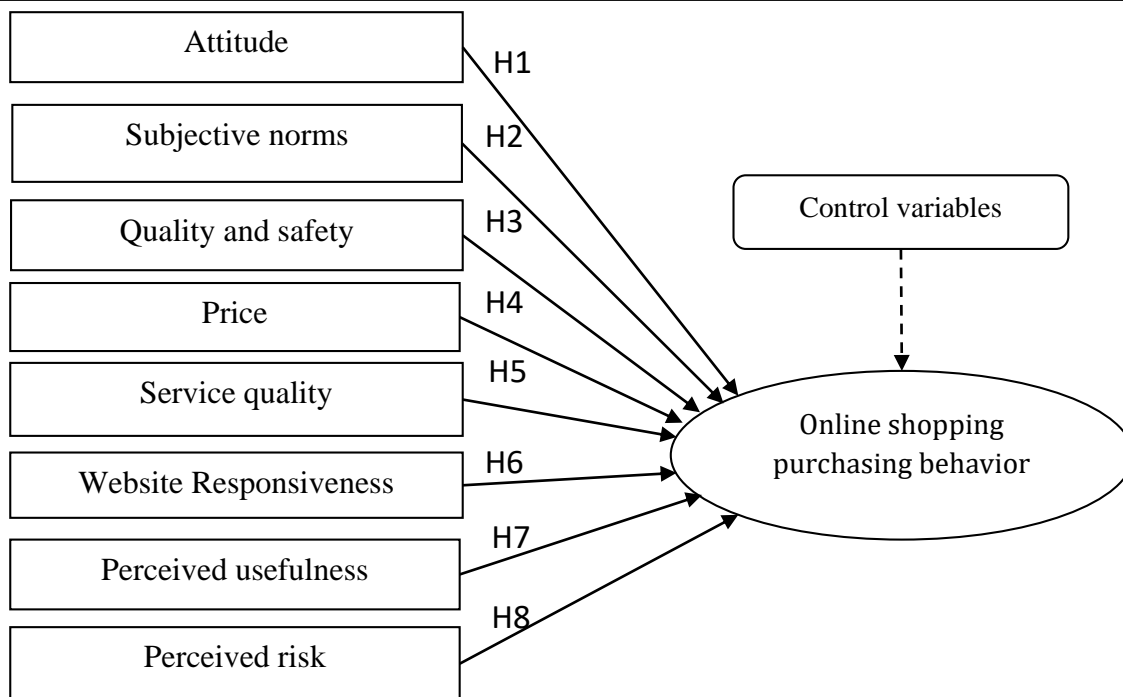 Attitude
H1
Subjective norms
H2
Quality and safety
H3
Price
H4
Service quality
H5
Website Responsiveness
H6
Perceived usefulness
H7
Perceived risk
H8
Control variables
Online shopping
purchasing behavior